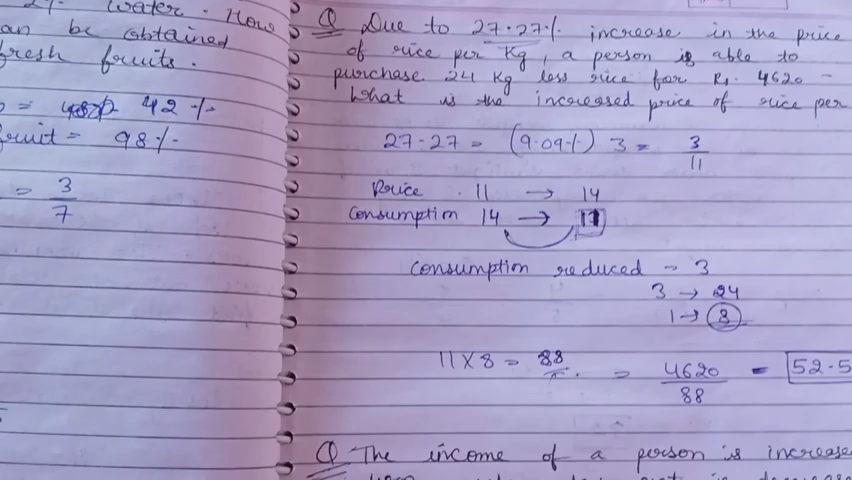 Water. How
an be obtained
fresh fruits.
42 %
fruit = 98 %
= 3/7
Q Due to 27.27 % increase in the price
of rice per Kg, a person is able to
purchase 24 Kg less rice for Rs. 4620 -
What is the increased price of rice per
27.27 = (9.09 %) 3 = 3/11
Price 11 → 14
Consumption 14 → 11
Consumption reduced = 3
3 → 24
1 → 8
11 X 8 = 88 = 4620/88 = 52.5
Q The income of a person is increase